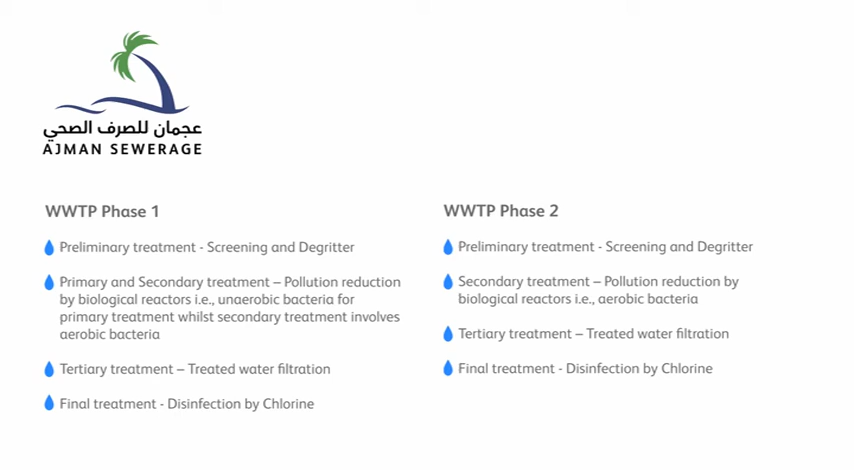 عجمان للصرف الصحي
AJMAN SEWERAGE
WWTP Phase 1
Preliminary treatment - Screening and Degritter
Primary and Secondary treatment – Pollution reduction
by biological reactors i.e., unaerobic bacteria for
primary treatment whilst secondary treatment involves
aerobic bacteria
Tertiary treatment – Treated water filtration
Final treatment - Disinfection by Chlorine
WWTP Phase 2
Preliminary treatment - Screening and Degritter
Secondary treatment – Pollution reduction by
biological reactors i.e., aerobic bacteria
Tertiary treatment – Treated water filtration
Final treatment - Disinfection by Chlorine